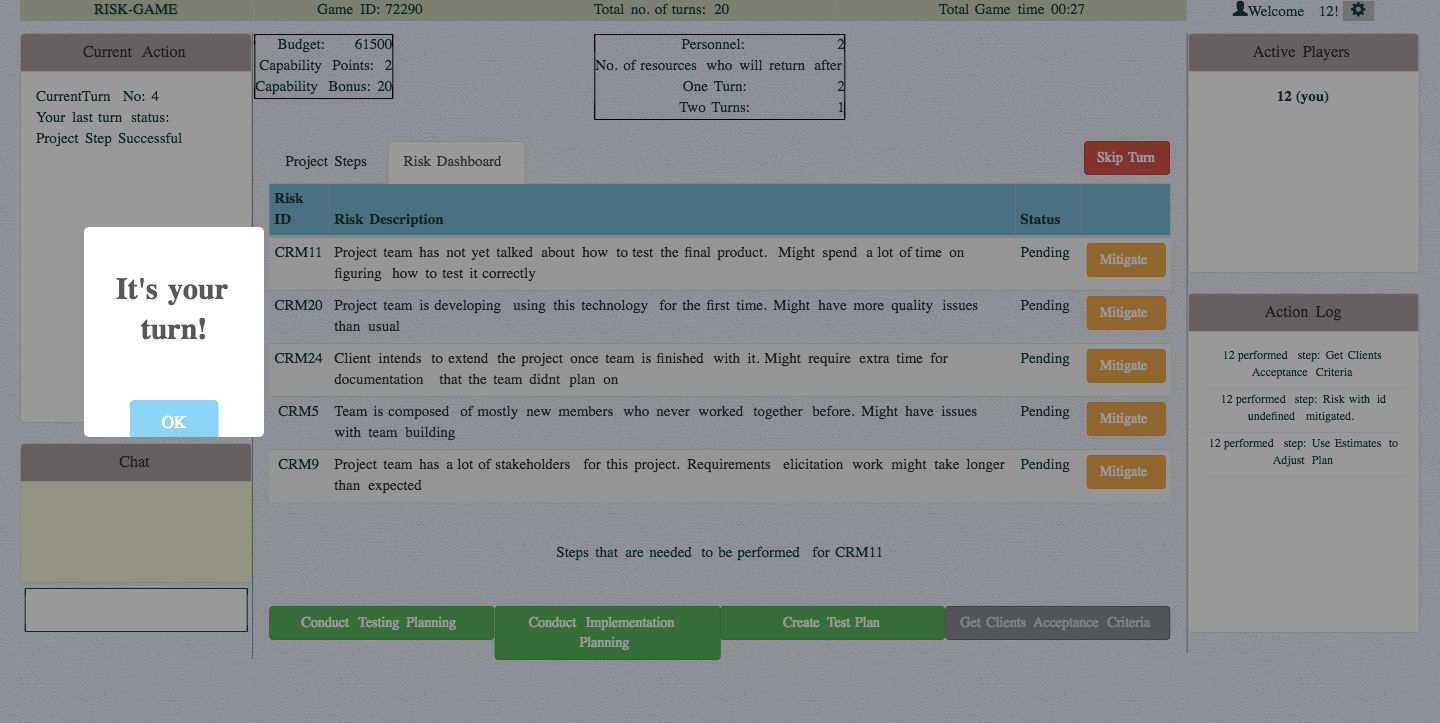 RISK-GAME Game ID: 72290 Total no. of turns: 20 Total Game time 00:27 Welcome 12!
Current Action
CurrentTurn No: 4
Your last turn status:
Project Step Successful
Budget: 61500
Capability Points: 2
Capability Bonus: 20
Personnel: 2
No. of resources who will return after
One Turn: 2
Two Turns: 1
Active Players
12 (you)
Project Steps Risk Dashboard Skip Turn
Risk ID Risk Description Status
CRM11 Project team has not yet talked about how to test the final product. Might spend a lot of time on Pending Mitigate
figuring how to test it correctly
CRM20 Project team is developing using this technology for the first time. Might have more quality issues Pending Mitigate
than usual
CRM24 Client intends to extend the project once team is finished with it. Might require extra time for Pending Mitigate
documentation that the team didnt plan on
CRM5 Team is composed of mostly new members who never worked together before. Might have issues Pending Mitigate
with team building
CRM9 Project team has a lot of stakeholders for this project. Requirements elicitation work might take longer Pending Mitigate
than expected
Steps that are needed to be performed for CRM11
Conduct Testing Planning
Conduct Implementation
Planning
Create Test Plan
Get Clients Acceptance Criteria
It's your
turn!
OK
Chat
Action Log
12 performed step: Get Clients
Acceptance Criteria
12 performed step: Risk with id
undefined mitigated.
12 performed step: Use Estimates to
Adjust Plan